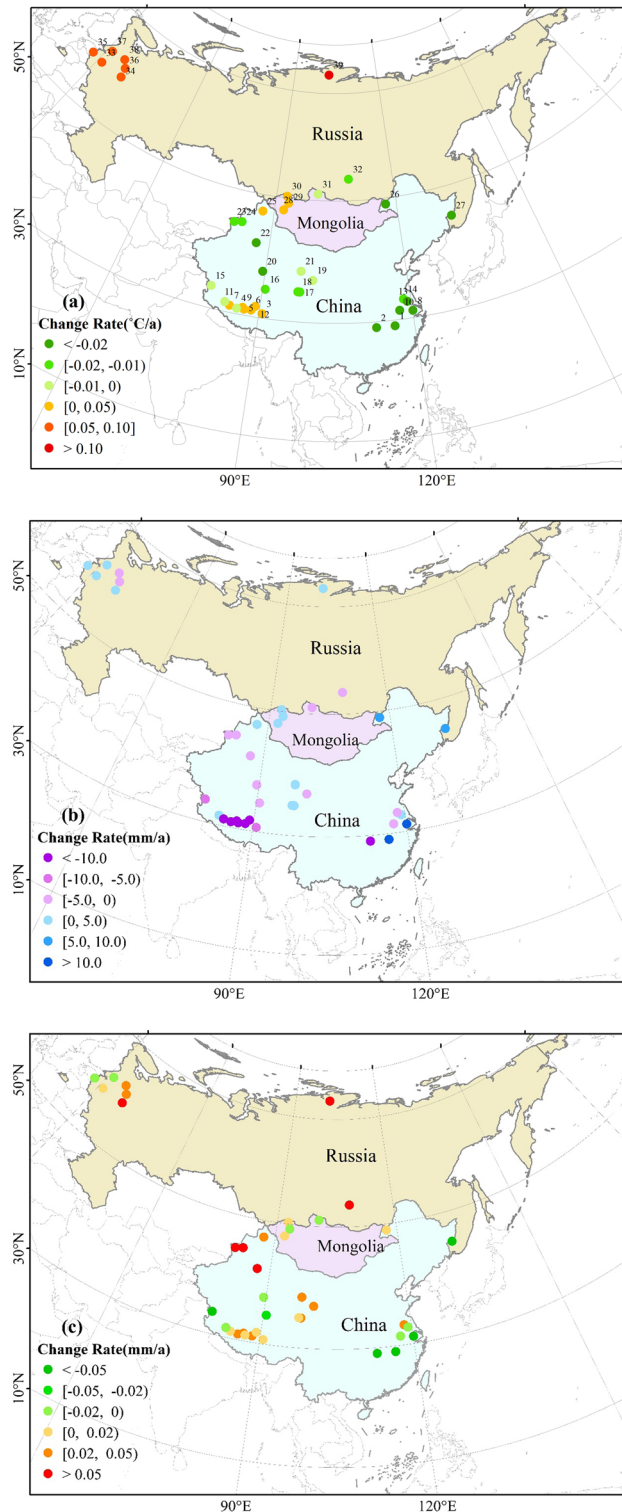 50°N
30°N
10°N
35
37
33
38
36
34
39
Russia
32
30
31
29
28
26
27
25
Mongolia
23
24
22
20
21
19
15
16
18
17
China
13
14
11
7
4
9
6
3
5
12
10
8
1
2
(a)
Change Rate(°C/a)
< -0.02
[-0.02, -0.01)
[-0.01, 0)
[0, 0.05)
[0.05, 0.10]
> 0.10
90°E
120°E
50°N
30°N
10°N
Russia
Mongolia
China
(b)
Change Rate(mm/a)
< -10.0
[-10.0, -5.0)
[-5.0, 0)
[0, 5.0)
[5.0, 10.0)
> 10.0
90°E
120°E
50°N
30°N
10°N
Russia
Mongolia
China
(c)
Change Rate(mm/a)
< -0.05
[-0.05, -0.02)
[-0.02, 0)
[0, 0.02)
[0.02, 0.05)
> 0.05
90°E
120°E